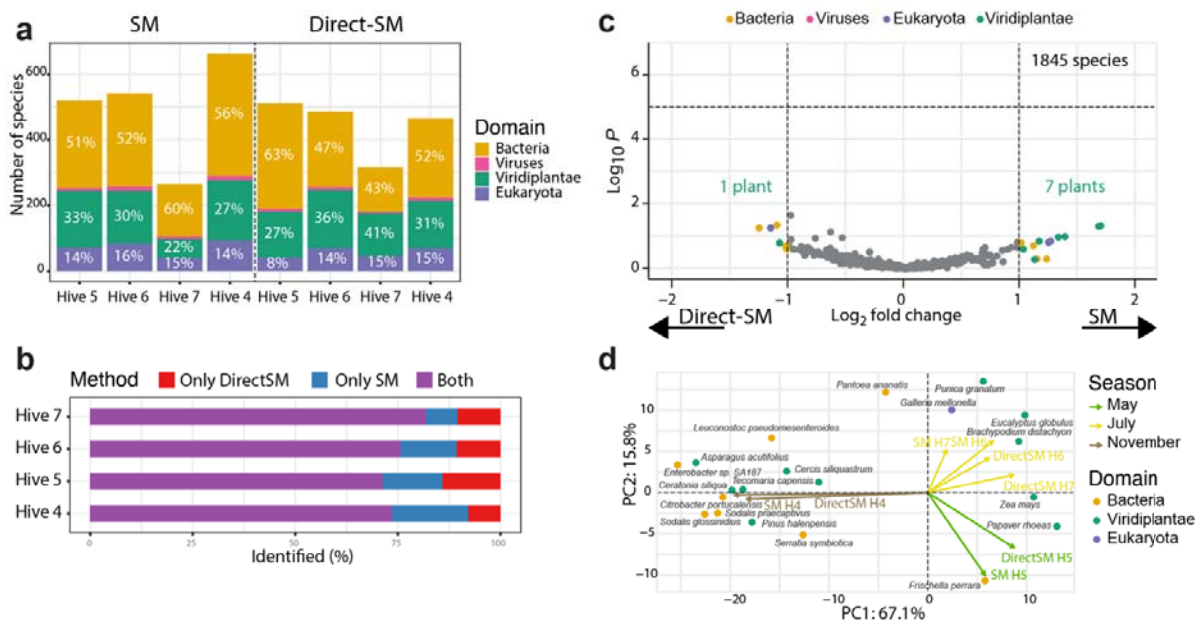 a
SM
Direct-SM
Number of species
600
400
200
0
51%
33%
14%
52%
30%
16%
60%
22%
15%
56%
27%
14%
63%
27%
8%
47%
36%
14%
43%
41%
15%
52%
31%
15%
Hive 5
Hive 6
Hive 7
Hive 4
Hive 5
Hive 6
Hive 7
Hive 4
Domain
Bacteria
Viruses
Viridiplantae
Eukaryota
b
Method
Only DirectSM
Only SM
Both
Hive 7
Hive 6
Hive 5
Hive 4
0
25
50
75
100
Identified (%)
c
Bacteria
Viruses
Eukaryota
Viridiplantae
1845 species
Log10 P
6
4
2
0
1 plant
7 plants
−2
−1
0
1
2
Direct-SM
Log2 fold change
SM
d
PC2: 15.8%
10
5
0
−5
−10
Pantoea ananatis
Punica granatum
Galleria mellonella
Eucalyptus globulus
Leuconostoc pseudomesenteroides
Brachypodium distachyon
SM H7
SM H6
Asparagus acutifolius
DirectSM H6
Enterobacter sp. SA187
Cercis siliquastrum
Ceratonia siliqua
Tecomaria capensis
DirectSM H7
Citrobacter portucalensis
SM H4
DirectSM H4
Zea mays
Sodalis praecaptivus
Sodalis glossinidius
Pinus halenpensis
Papaver rhoeas
Serratia symbiotica
DirectSM H5
SM H5
Frischella perrara
−20
−10
0
10
PC1: 67.1%
Season
May
July
November
Domain
Bacteria
Viridiplantae
Eukaryota